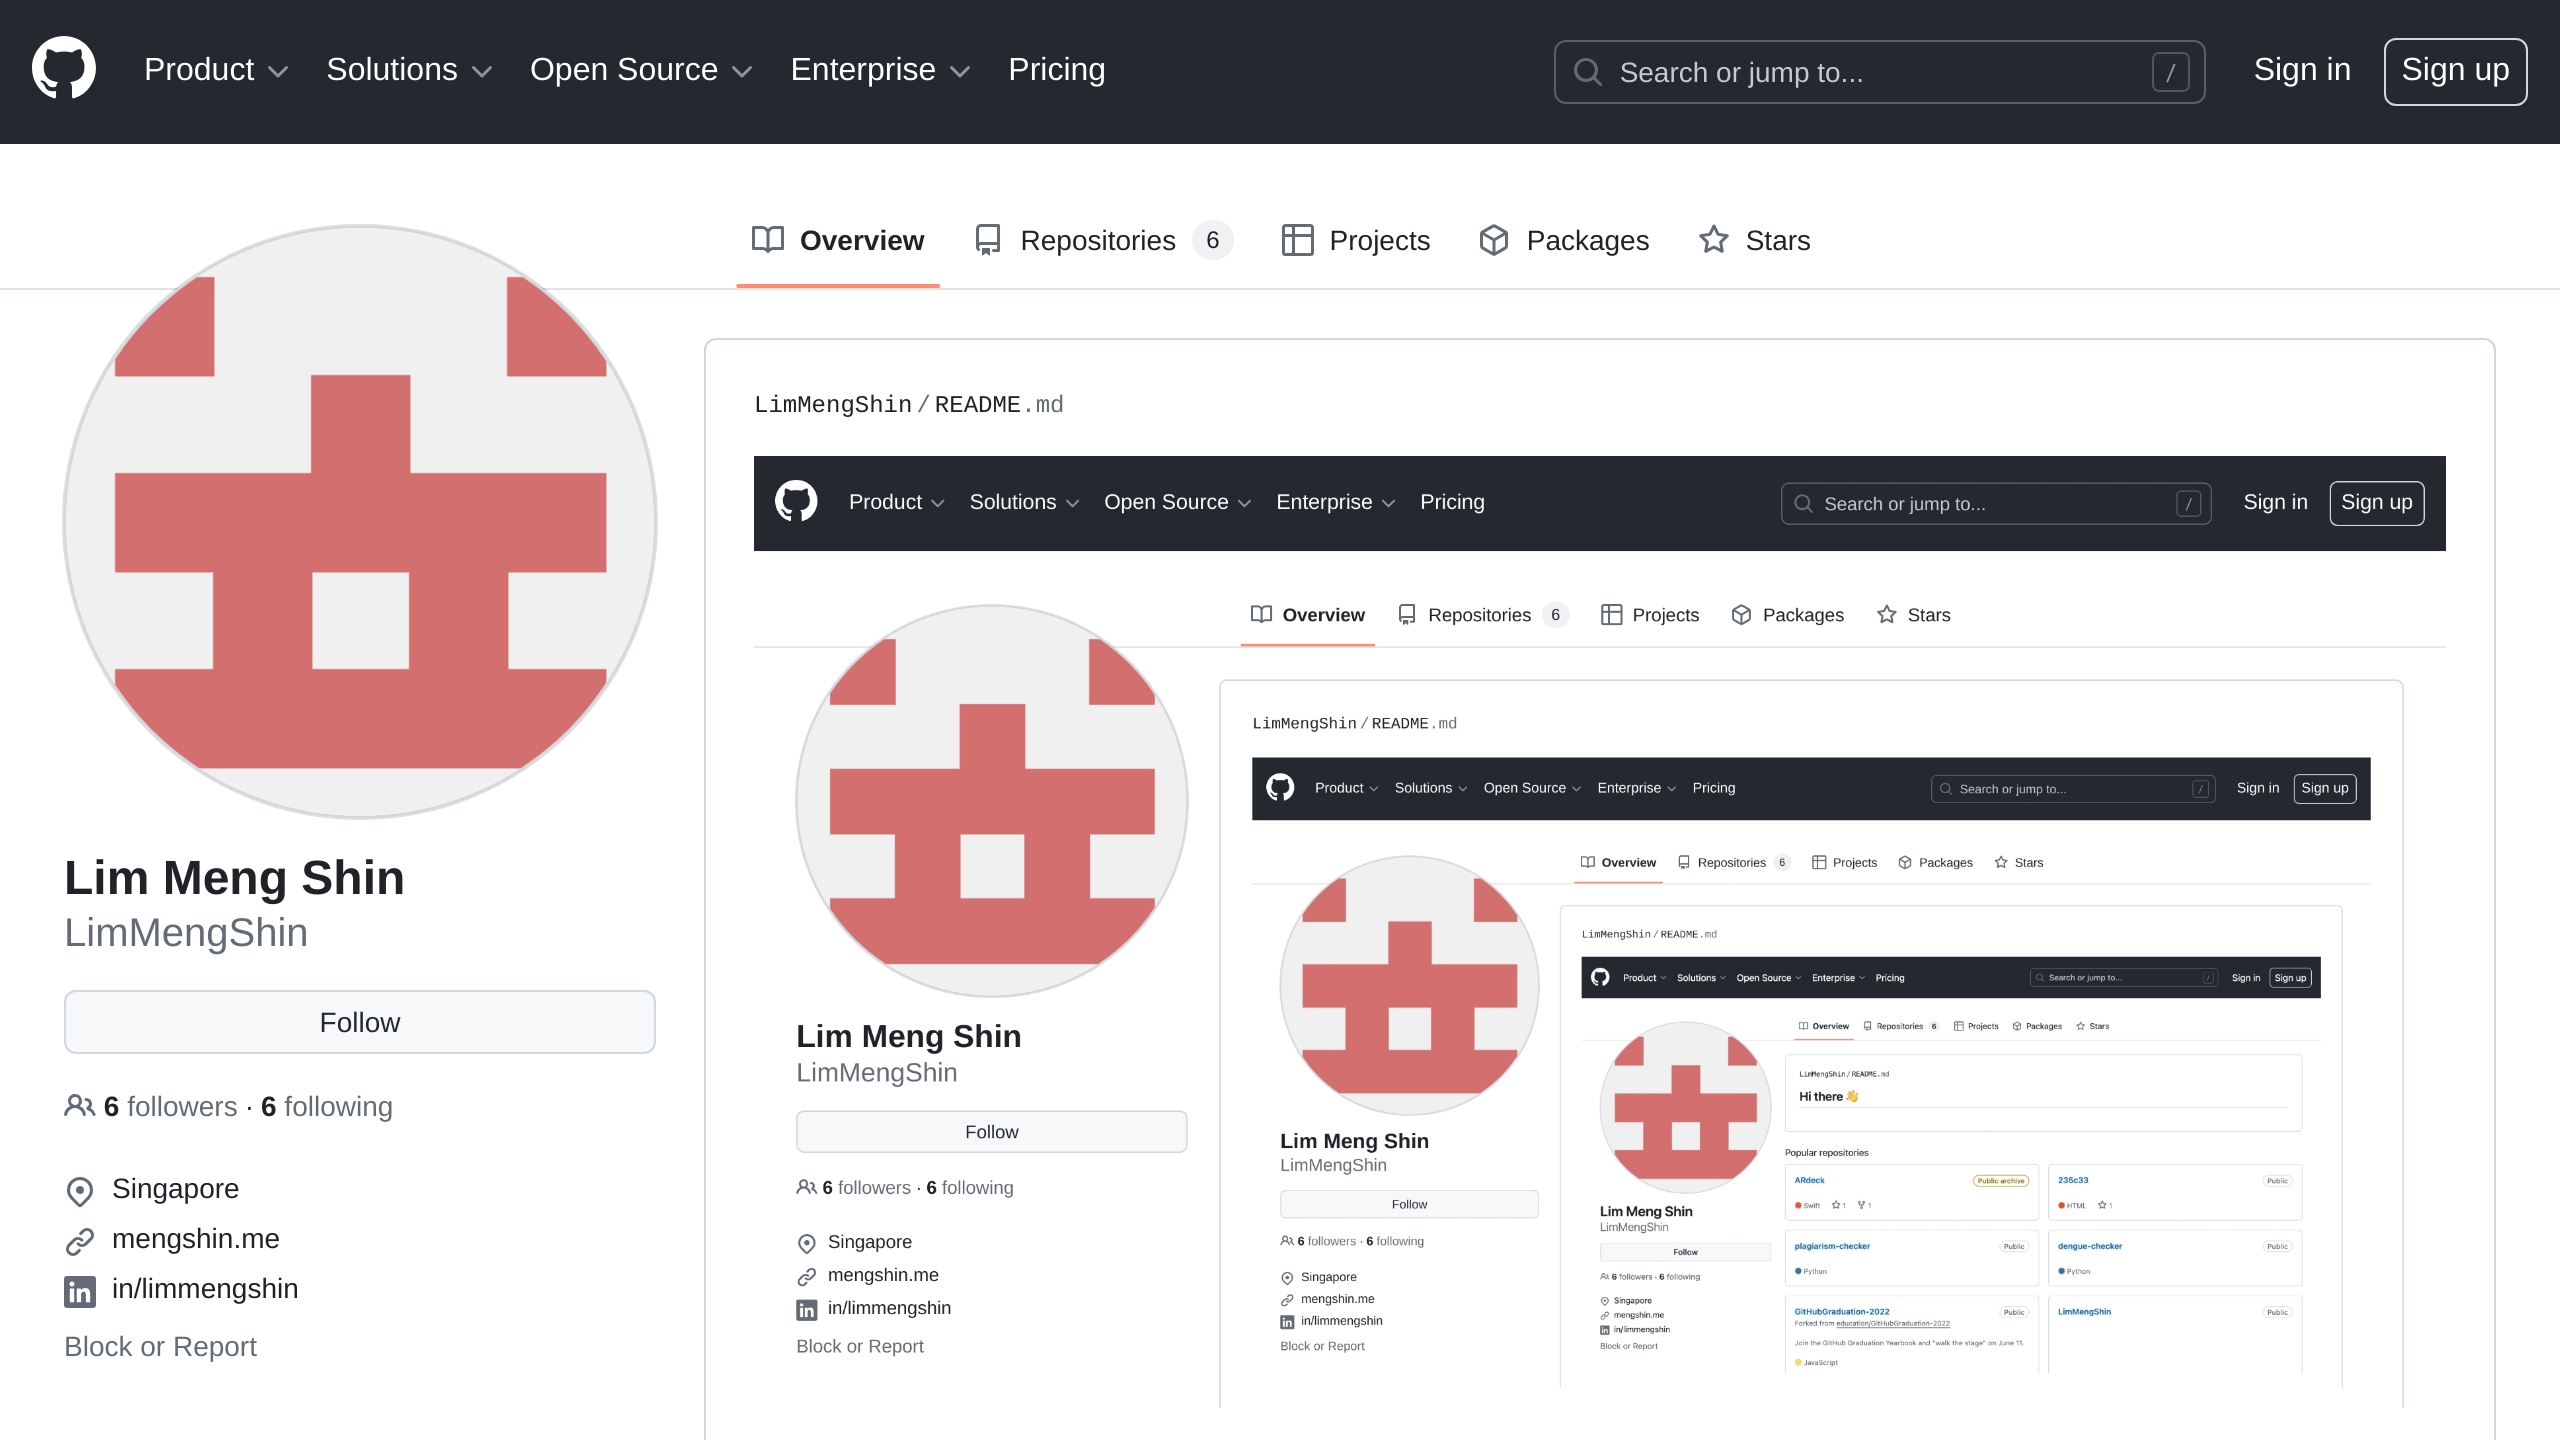 Product Solutions Open Source Enterprise Pricing Search or jump to... / Sign in Sign up
Overview Repositories 6 Projects Packages Stars
Lim Meng Shin
LimMengShin
Follow
6 followers · 6 following
Singapore
mengshin.me
in/limmengshin
Block or Report
LimMengShin/README.md
Product Solutions Open Source Enterprise Pricing Search or jump to... / Sign in Sign up
Overview Repositories 6 Projects Packages Stars
Lim Meng Shin
LimMengShin
Follow
6 followers · 6 following
Singapore
mengshin.me
in/limmengshin
Block or Report
LimMengShin/README.md
Product Solutions Open Source Enterprise Pricing Search or jump to... / Sign in Sign up
Overview Repositories 6 Projects Packages Stars
Lim Meng Shin
LimMengShin
Follow
6 followers · 6 following
Singapore
mengshin.me
in/limmengshin
Block or Report
LimMengShin/README.md
Product Solutions Open Source Enterprise Pricing Search or jump to... / Sign in Sign up
Overview Repositories 6 Projects Packages Stars
Lim Meng Shin
LimMengShin
Follow
6 followers · 6 following
Singapore
mengshin.me
in/limmengshin
Block or Report
LimMengShin/README.md
Hi there 👋
Popular repositories
ARdeck Public archive
Swift 1 1
235c33 Public
HTML 1
plagiarism-checker Public
Python
dengue-checker Public
Python
GitHubGraduation-2022 Public
Forked from education/GitHubGraduation-2022
Join the GitHub Graduation Yearbook and "walk the stage" on June 11.
JavaScript
LimMengShin Public